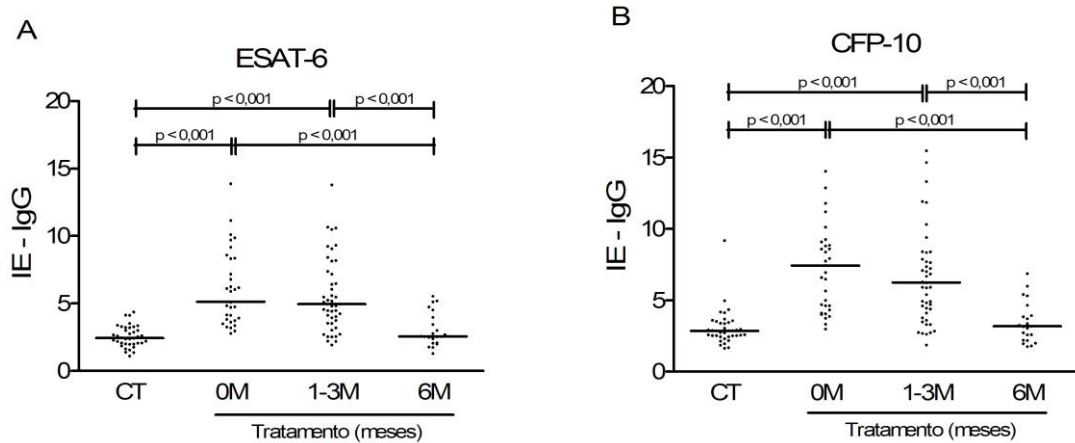 A
ESAT-6
p < 0,001 p < 0,001
p < 0,001 p < 0,001
IE - IgG
20
15
10
5
0
CT 0M 1-3M 6M
Tratamento (meses)
B
CFP-10
p < 0,001 p < 0,001
p < 0,001 p < 0,001
IE - IgG
20
15
10
5
0
CT 0M 1-3M 6M
Tratamento (meses)